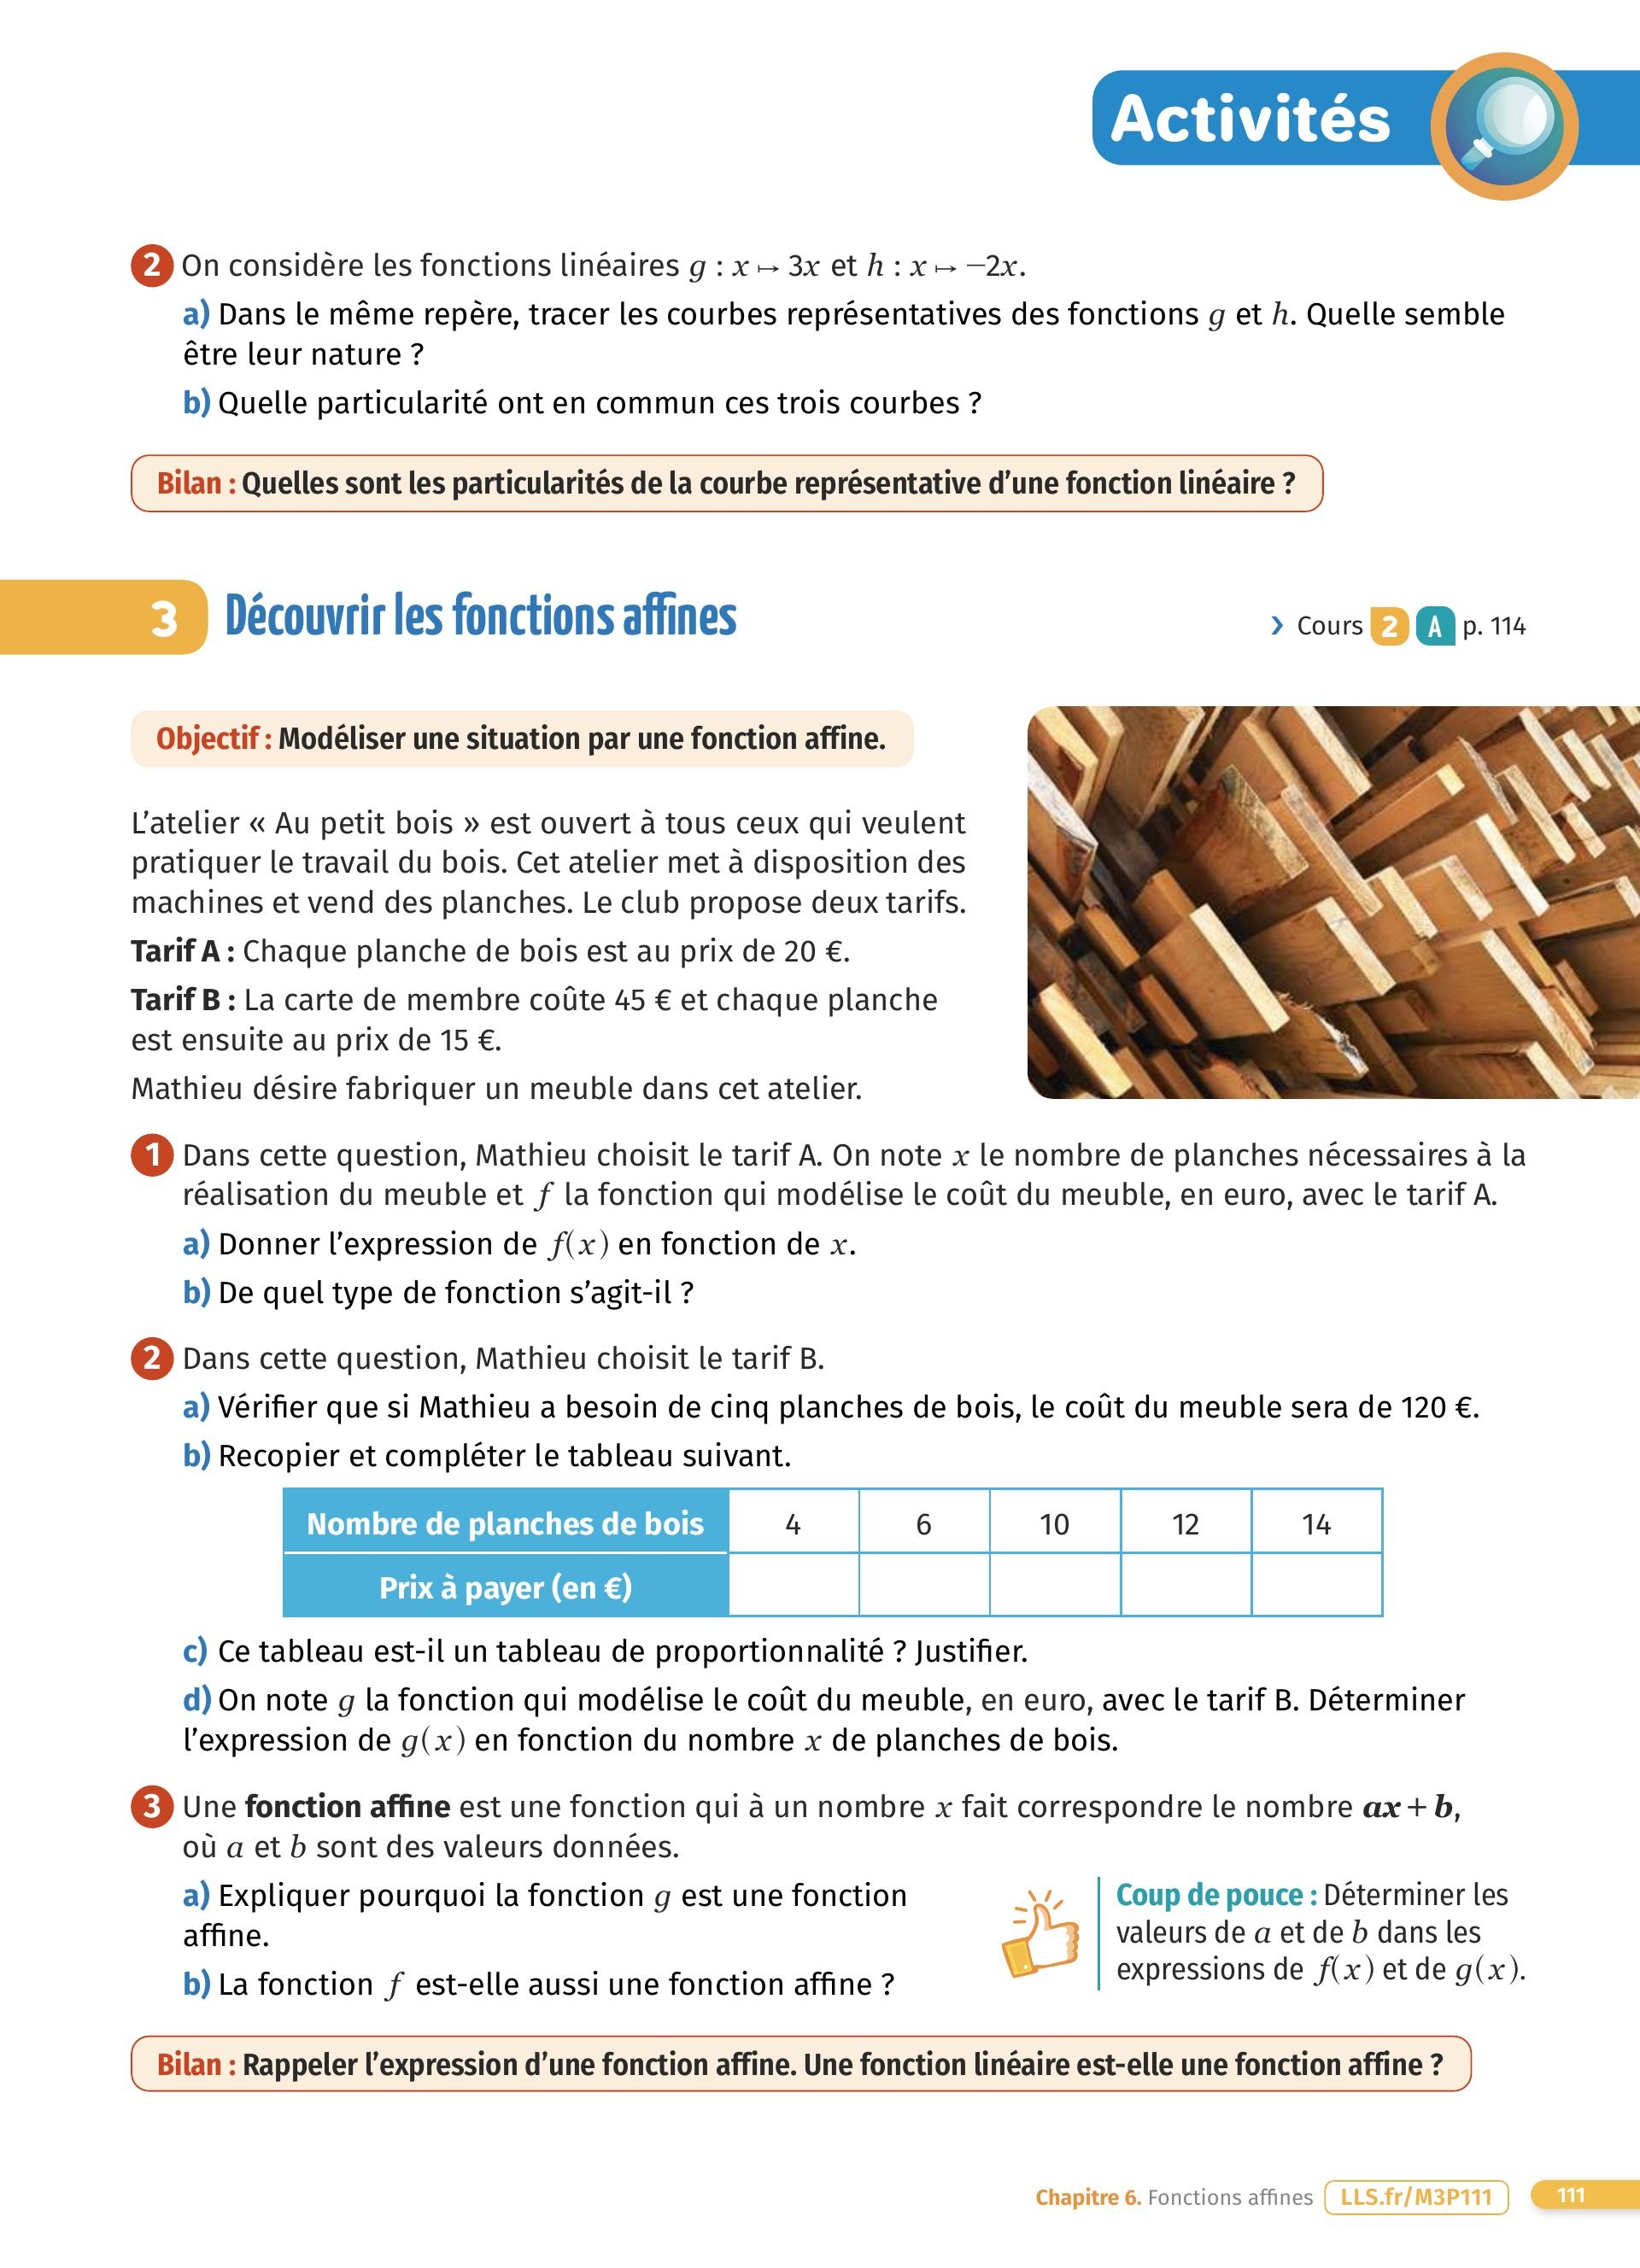 Activités
2 On considère les fonctions linéaires g : x ↦ 3x et h : x ↦ −2x.
a) Dans le même repère, tracer les courbes représentatives des fonctions g et h. Quelle semble
être leur nature ?
b) Quelle particularité ont en commun ces trois courbes ?
Bilan : Quelles sont les particularités de la courbe représentative d’une fonction linéaire ?
3 Découvrir les fonctions affines
› Cours 2 A p. 114
Objectif : Modéliser une situation par une fonction affine.
L’atelier « Au petit bois » est ouvert à tous ceux qui veulent
pratiquer le travail du bois. Cet atelier met à disposition des
machines et vend des planches. Le club propose deux tarifs.
Tarif A : Chaque planche de bois est au prix de 20 €.
Tarif B : La carte de membre coûte 45 € et chaque planche
est ensuite au prix de 15 €.
Mathieu désire fabriquer un meuble dans cet atelier.
1 Dans cette question, Mathieu choisit le tarif A. On note x le nombre de planches nécessaires à la
réalisation du meuble et f la fonction qui modélise le coût du meuble, en euro, avec le tarif A.
a) Donner l’expression de f(x) en fonction de x.
b) De quel type de fonction s’agit-il ?
2 Dans cette question, Mathieu choisit le tarif B.
a) Vérifier que si Mathieu a besoin de cinq planches de bois, le coût du meuble sera de 120 €.
b) Recopier et compléter le tableau suivant.
Nombre de planches de bois 4 6 10 12 14
Prix à payer (en €)
c) Ce tableau est-il un tableau de proportionnalité ? Justifier.
d) On note g la fonction qui modélise le coût du meuble, en euro, avec le tarif B. Déterminer
l’expression de g(x) en fonction du nombre x de planches de bois.
3 Une fonction affine est une fonction qui à un nombre x fait correspondre le nombre ax + b,
où a et b sont des valeurs données.
a) Expliquer pourquoi la fonction g est une fonction
affine.
b) La fonction f est-elle aussi une fonction affine ?
Coup de pouce : Déterminer les
valeurs de a et de b dans les
expressions de f(x) et de g(x).
Bilan : Rappeler l’expression d’une fonction affine. Une fonction linéaire est-elle une fonction affine ?
Chapitre 6. Fonctions affines LLS.fr/M3P111 111